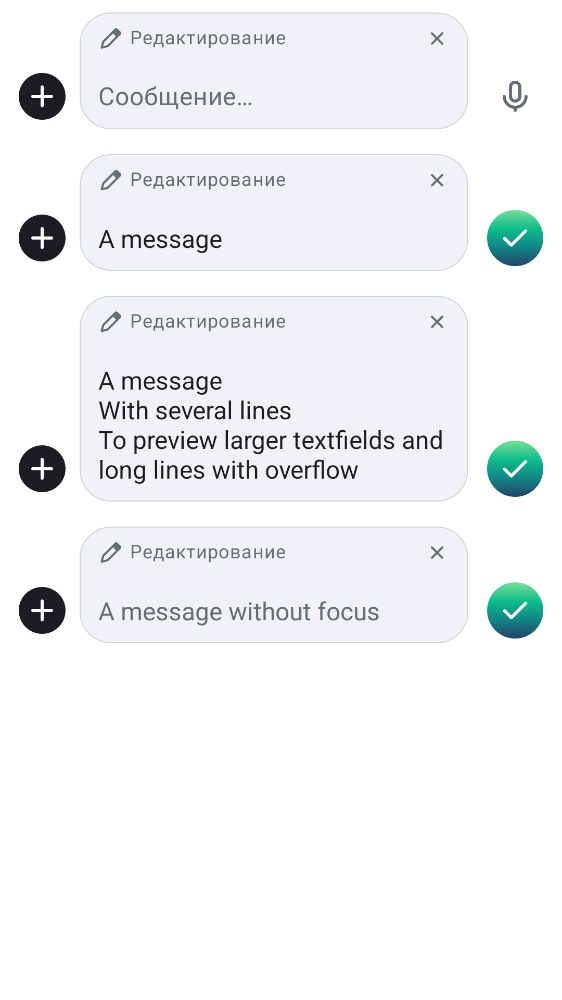 Редактирование
Сообщение…
Редактирование
A message
Редактирование
A message
With several lines
To preview larger textfields and
long lines with overflow
Редактирование
A message without focus